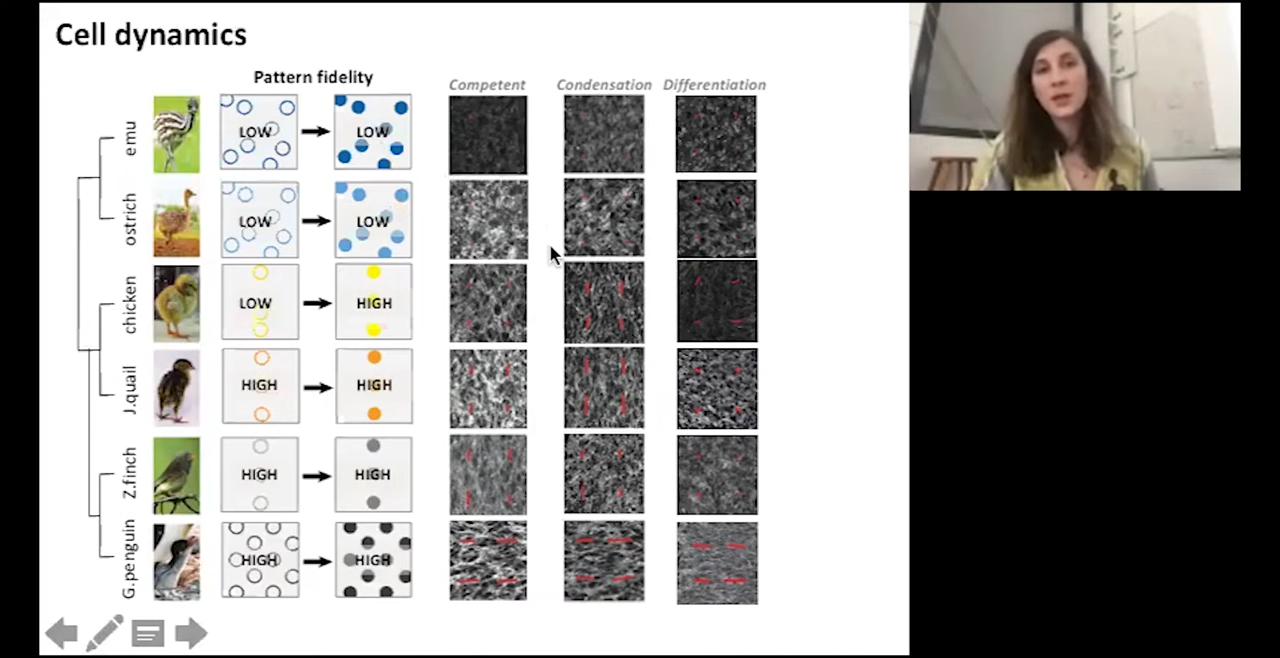 Cell dynamics
Pattern fidelity
Competent Condensation Differentiation
emu LOW LOW
ostrich LOW LOW
chicken LOW HIGH
J.quail HIGH HIGH
Z.finch HIGH HIGH
G.penguin HIGH HIGH